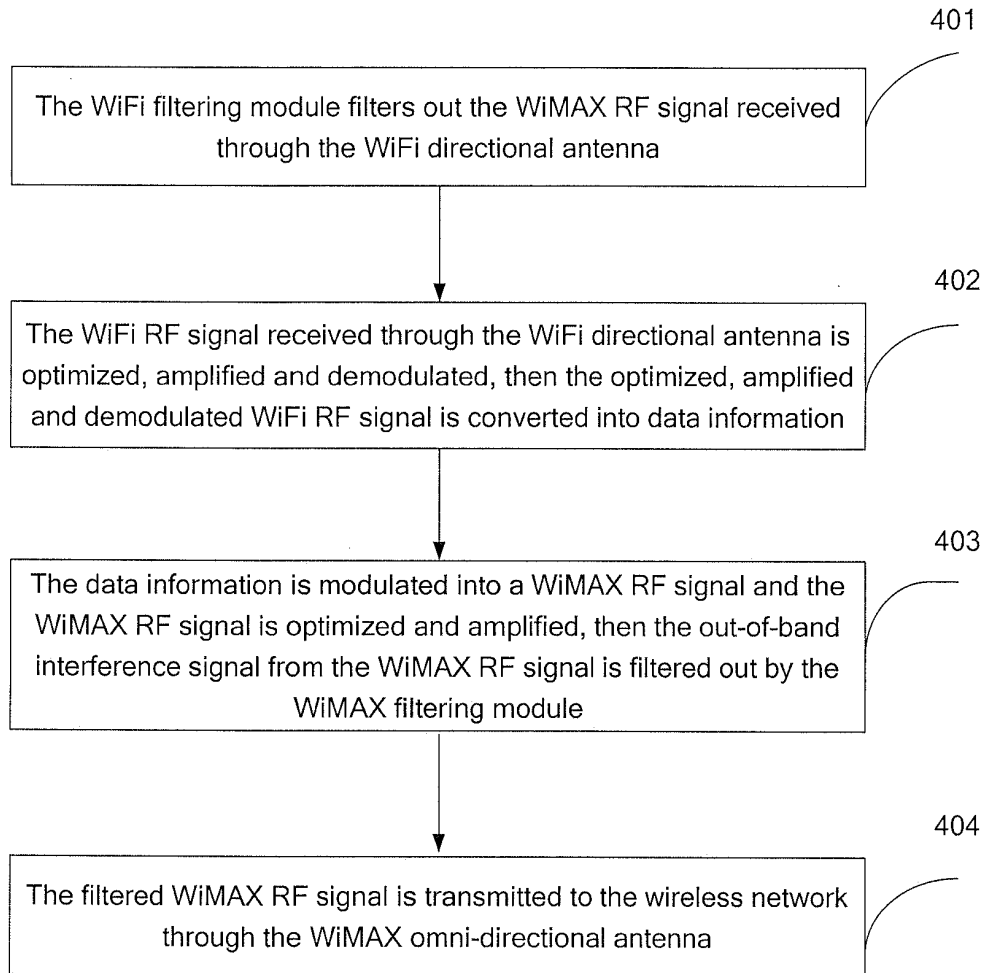 401
The WiFi filtering module filters out the WiMAX RF signal received
through the WiFi directional antenna
402
The WiFi RF signal received through the WiFi directional antenna is
optimized, amplified and demodulated, then the optimized, amplified
and demodulated WiFi RF signal is converted into data information
403
The data information is modulated into a WiMAX RF signal and the
WiMAX RF signal is optimized and amplified, then the out-of-band
interference signal from the WiMAX RF signal is filtered out by the
WiMAX filtering module
404
The filtered WiMAX RF signal is transmitted to the wireless network
through the WiMAX omni-directional antenna